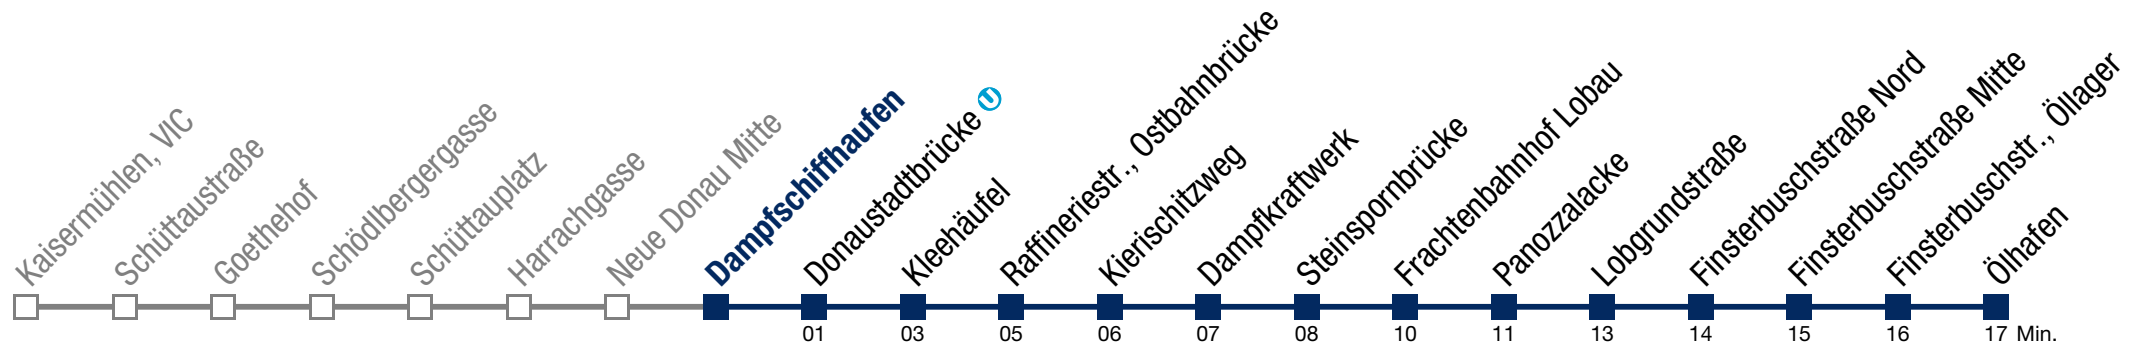 Kaisermühlen, VIC
Schüttaustraße
Goethehof
Schödlbergergasse
Schüttauplatz
Harrachgasse
Neue Donau Mitte
Dampfschiffhaufen
Donaustadtbrücke U
Kleehäufel
Raffineriestr., Ostbahnbrücke
Kierischitzweg
Dampfkraftwerk
Steinspornbrücke
Frachtenbahnhof Lobau
Panozzalacke
Lobgrundstraße
Finsterbuschstraße Nord
Finsterbuschstraße Mitte
Finsterbuschstr., Öllager
Ölhafen
01 03 05 06 07 08 10 11 13 14 15 16 17 Min.